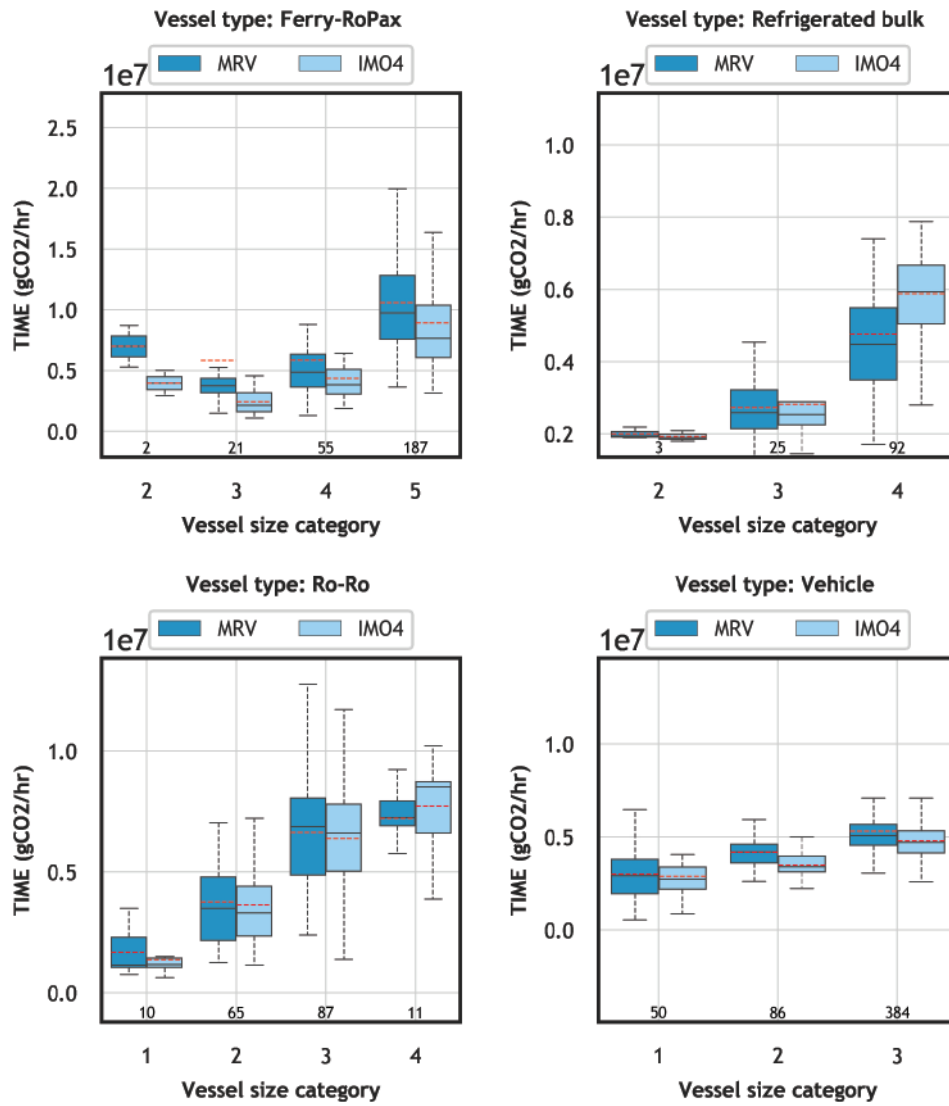 Vessel type: Ferry-RoPax
MRV IMO4
1e7
2.5
2.0
1.5
1.0
0.5
0.0
TIME (gCO2/hr)
2 21 55 187
2 3 4 5
Vessel size category
Vessel type: Refrigerated bulk
MRV IMO4
1e7
1.0
0.8
0.6
0.4
0.2
TIME (gCO2/hr)
3 25 92
2 3 4
Vessel size category
Vessel type: Ro-Ro
MRV IMO4
1e7
1.0
0.5
0.0
TIME (gCO2/hr)
10 65 87 11
1 2 3 4
Vessel size category
Vessel type: Vehicle
MRV IMO4
1e7
1.0
0.5
0.0
TIME (gCO2/hr)
50 86 384
1 2 3
Vessel size category